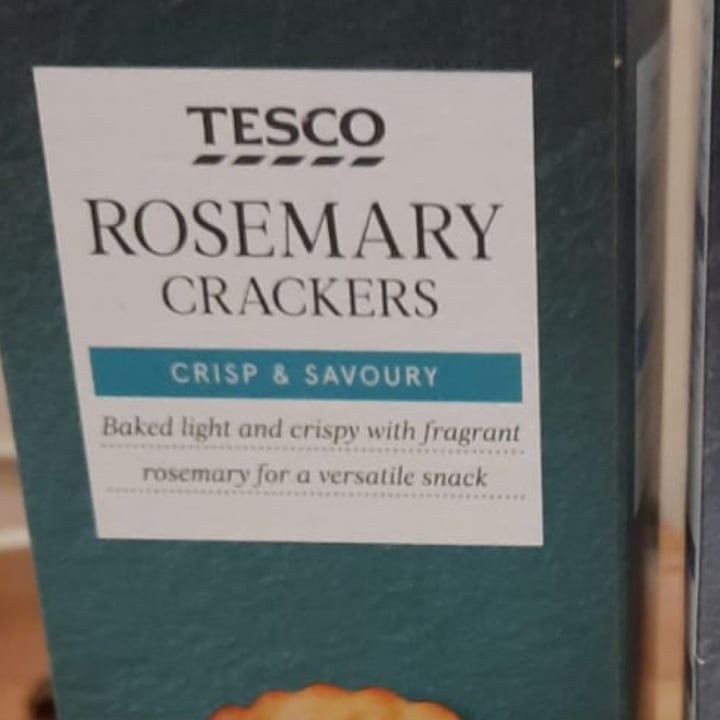 TESCO
ROSEMARY
CRACKERS
CRISP & SAVOURY
Baked light and crispy with fragrant
rosemary for a versatile snack